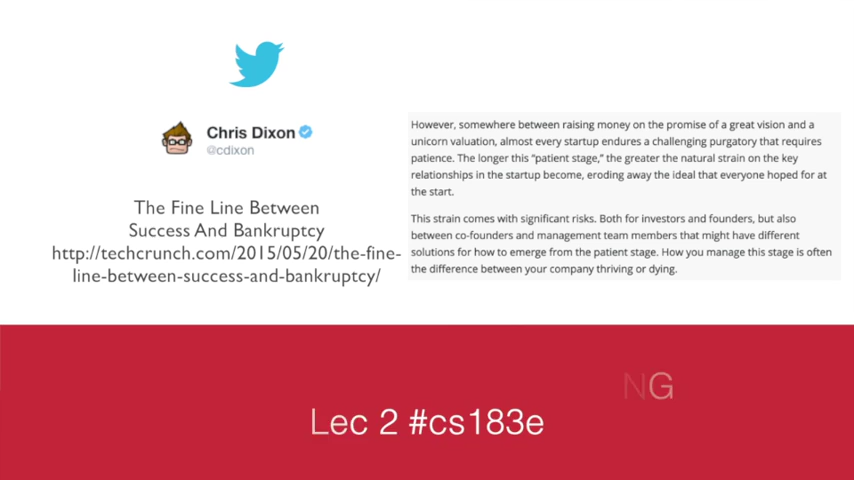 Chris Dixon
@cdixon
The Fine Line Between
Success And Bankruptcy
http://techcrunch.com/2015/05/20/the-fine-
line-between-success-and-bankruptcy/
However, somewhere between raising money on the promise of a great vision and a
unicorn valuation, almost every startup endures a challenging purgatory that requires
patience. The longer this “patient stage,” the greater the natural strain on the key
relationships in the startup become, eroding away the ideal that everyone hoped for at
the start.
This strain comes with significant risks. Both for investors and founders, but also
between co-founders and management team members that might have different
solutions for how to emerge from the patient stage. How you manage this stage is often
the difference between your company thriving or dying.
NG
Lec 2 #cs183e